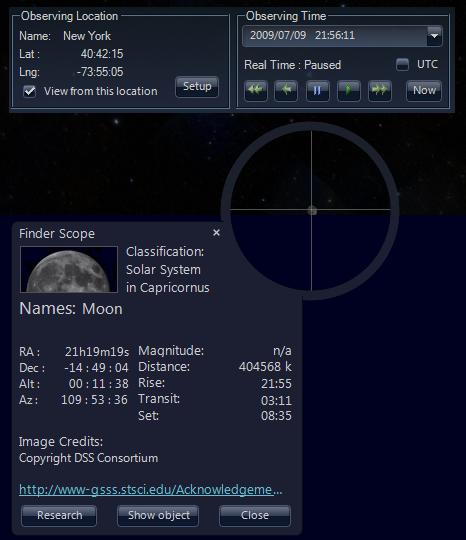 Observing Location
Name: New York
Lat : 40:42:15
Lng: -73:55:05
View from this location
Setup
Observing Time
2009/07/09 21:56:11
Real Time : Paused
UTC
Now
Finder Scope
Classification:
Solar System
in Capricornus
Names: Moon
RA : 21h19m19s
Dec : -14 : 49 : 04
Alt : 00 : 11 : 38
Az : 109 : 53 : 36
Magnitude: n/a
Distance: 404568 k
Rise: 21:55
Transit: 03:11
Set: 08:35
Image Credits:
Copyright DSS Consortium
http://www-gsss.stsci.edu/Acknowledgeme...
Research
Show object
Close